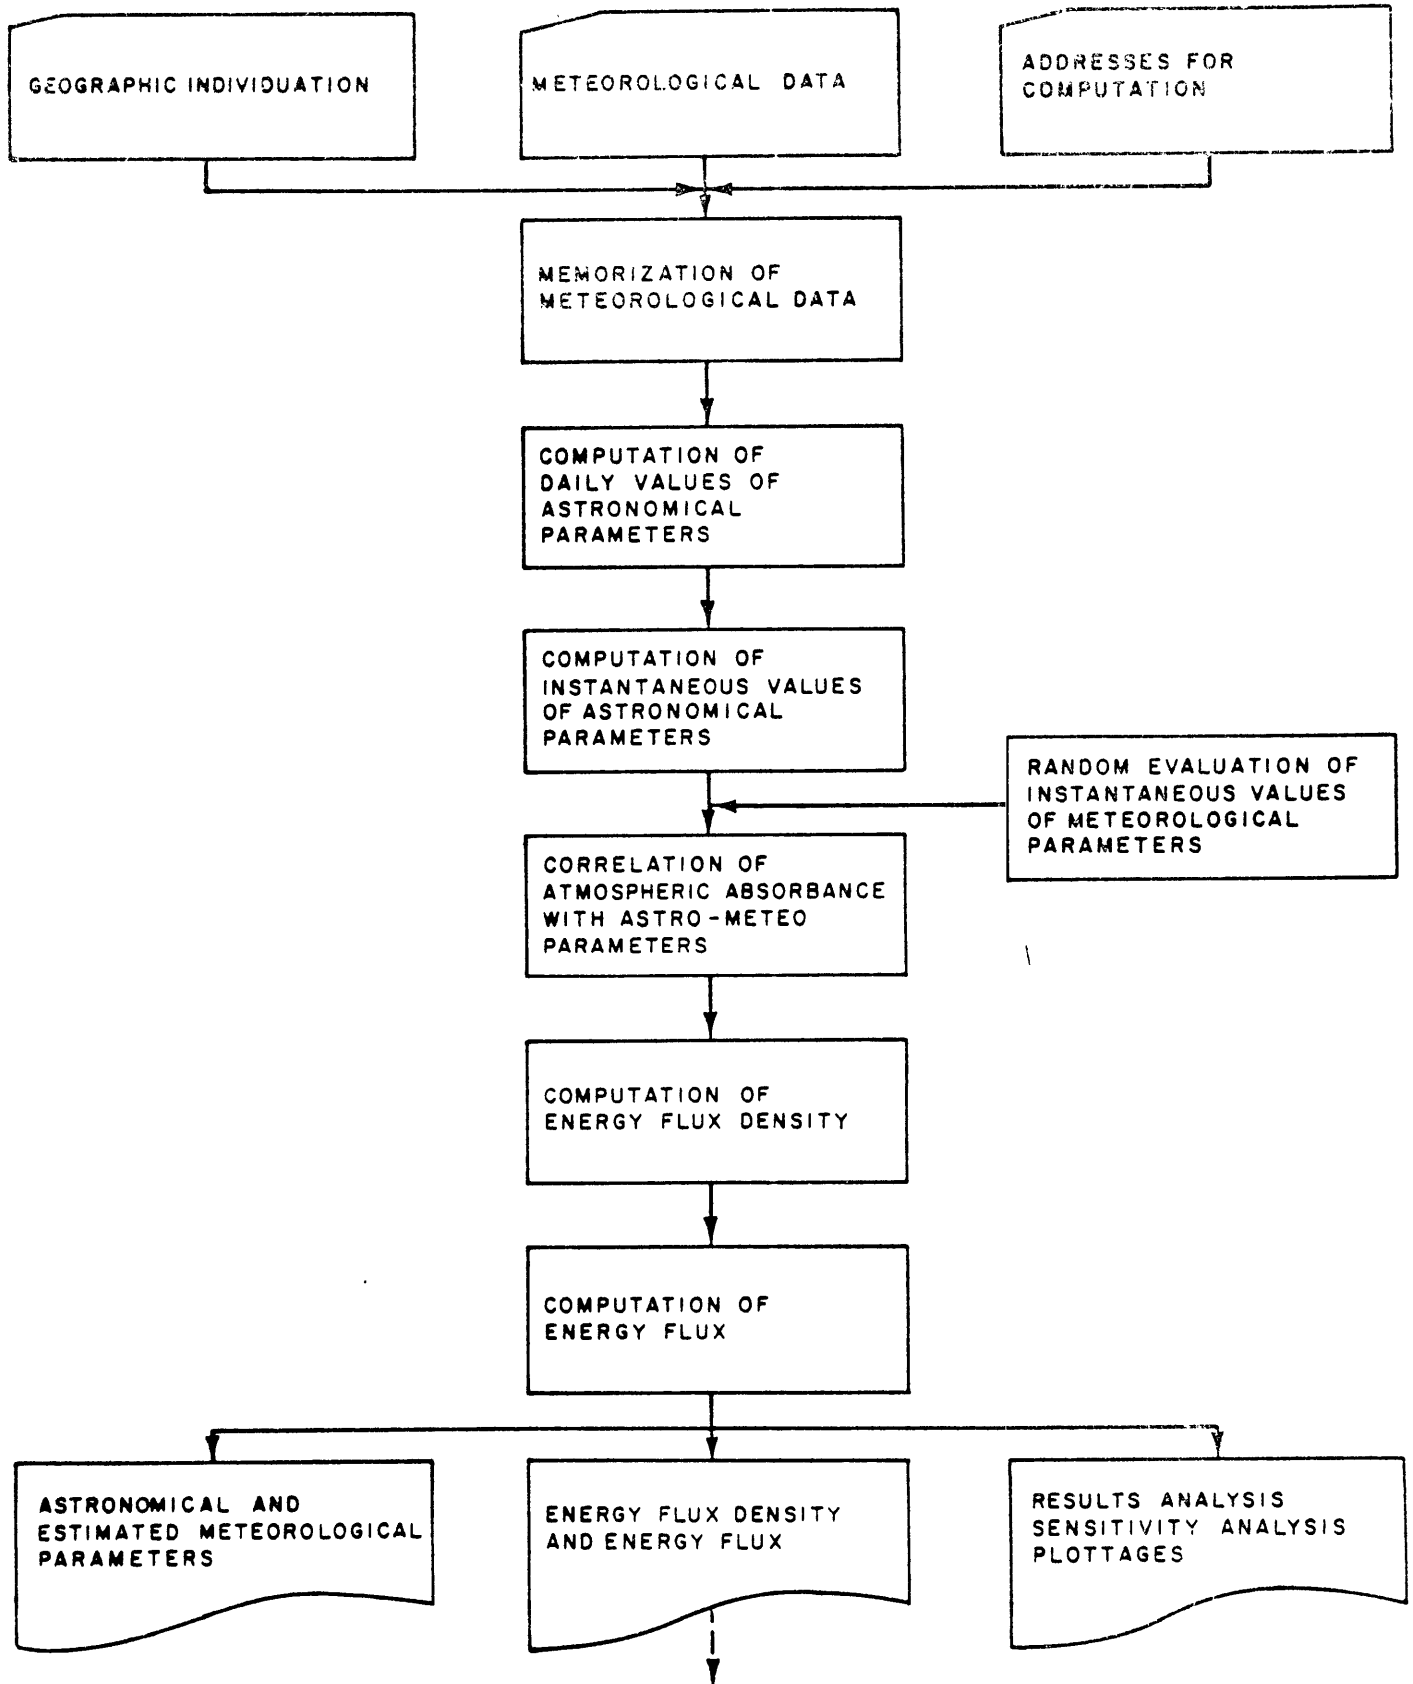 GEOGRAPHIC INDIVIDUATION
METEOROLOGICAL DATA
ADDRESSES FOR
COMPUTATION
MEMORIZATION OF
METEOROLOGICAL DATA
COMPUTATION OF
DAILY VALUES OF
ASTRONOMICAL
PARAMETERS
COMPUTATION OF
INSTANTANEOUS VALUES
OF ASTRONOMICAL
PARAMETERS
RANDOM EVALUATION OF
INSTANTANEOUS VALUES
OF METEOROLOGICAL
PARAMETERS
CORRELATION OF
ATMOSPHERIC ABSORBANCE
WITH ASTRO-METEO
PARAMETERS
COMPUTATION OF
ENERGY FLUX DENSITY
COMPUTATION OF
ENERGY FLUX
ASTRONOMICAL AND
ESTIMATED METEOROLOGICAL
PARAMETERS
ENERGY FLUX DENSITY
AND ENERGY FLUX
RESULTS ANALYSIS
SENSITIVITY ANALYSIS
PLOTTAGES